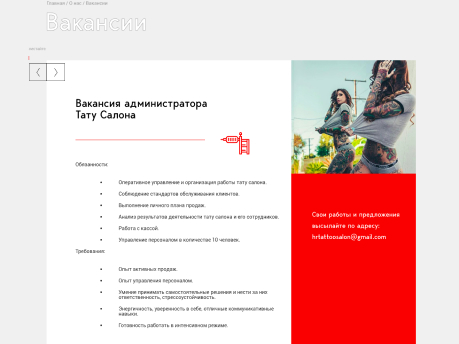 Главная / О нас / Вакансии
Вакансии
Вакансия администратора
Тату Салона
Обязанности:
• Оперативное управление и организация работы тату салона.
• Соблюдение стандартов обслуживания клиентов.
• Выполнение личного плана продаж.
• Анализ результатов деятельности тату салона и его сотрудников.
• Работа с кассой.
• Управление персоналом в количестве 10 человек.
Требования:
• Опыт активных продаж.
• Опыт управления персоналом.
• Умение принимать самостоятельные решения и нести за них
ответственность, стрессоустойчивость.
• Энергичность, уверенность в себе, отличные коммуникативные
навыки.
• Готовность работать в интенсивном режиме.
Свои работы и предложения
высылайте по адресу:
hrtattoosalon@gmail.com